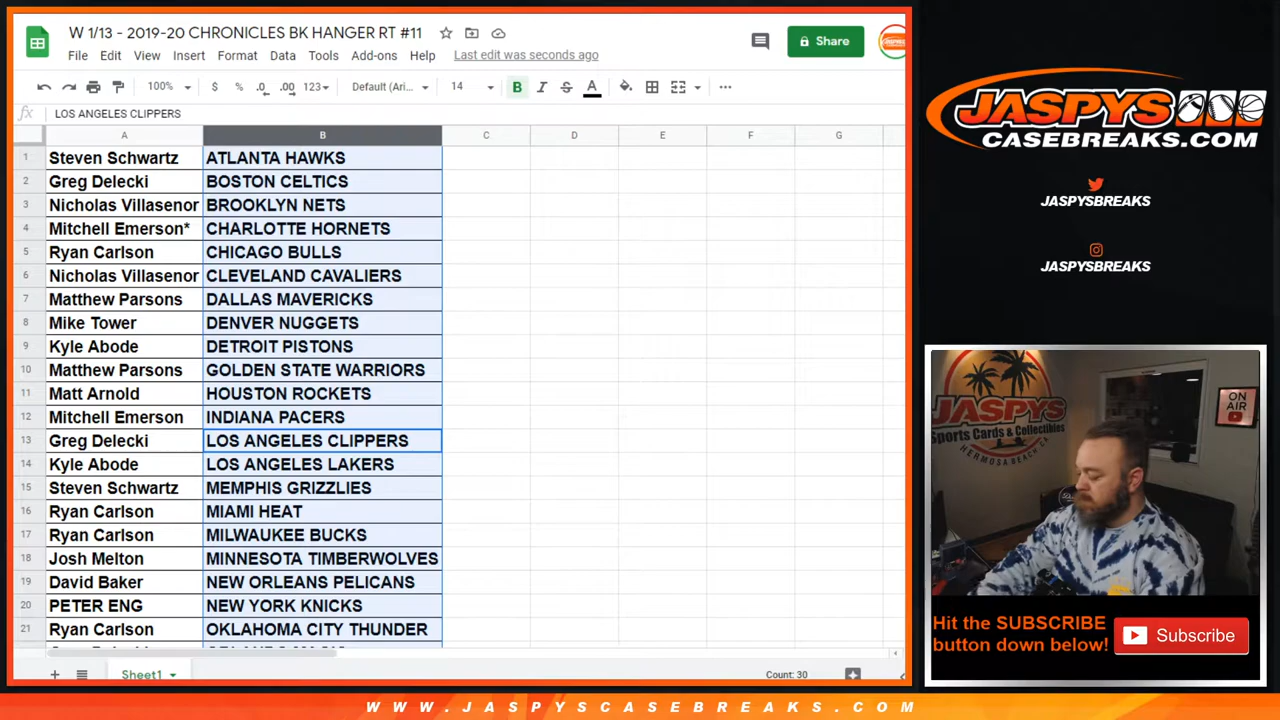 W 1/13 - 2019-20 CHRONICLES BK HANGER RT #11
File Edit View Insert Format Data Tools Add-ons Help Last edit was seconds ago
Share
100% $ % .0 .00 123 Default (Ari... 14 B I S A
fx LOS ANGELES CLIPPERS
A B C D E F G
1 Steven Schwartz ATLANTA HAWKS
2 Greg Delecki BOSTON CELTICS
3 Nicholas Villasenor BROOKLYN NETS
4 Mitchell Emerson* CHARLOTTE HORNETS
5 Ryan Carlson CHICAGO BULLS
6 Nicholas Villasenor CLEVELAND CAVALIERS
7 Matthew Parsons DALLAS MAVERICKS
8 Mike Tower DENVER NUGGETS
9 Kyle Abode DETROIT PISTONS
10 Matthew Parsons GOLDEN STATE WARRIORS
11 Matt Arnold HOUSTON ROCKETS
12 Mitchell Emerson INDIANA PACERS
13 Greg Delecki LOS ANGELES CLIPPERS
14 Kyle Abode LOS ANGELES LAKERS
15 Steven Schwartz MEMPHIS GRIZZLIES
16 Ryan Carlson MIAMI HEAT
17 Ryan Carlson MILWAUKEE BUCKS
18 Josh Melton MINNESOTA TIMBERWOLVES
19 David Baker NEW ORLEANS PELICANS
20 PETER ENG NEW YORK KNICKS
21 Ryan Carlson OKLAHOMA CITY THUNDER
Sheet1 Count: 30
JASPYS
CASEBREAKS.COM
JASPYSBREAKS
JASPYSBREAKS
JASPYS
Sports Cards & Collectibles
HERMOSA BEACH CA
ON
AIR
Hit the SUBSCRIBE
button down below!
Subscribe
WWW.JASPYSCASEBREAKS.COM